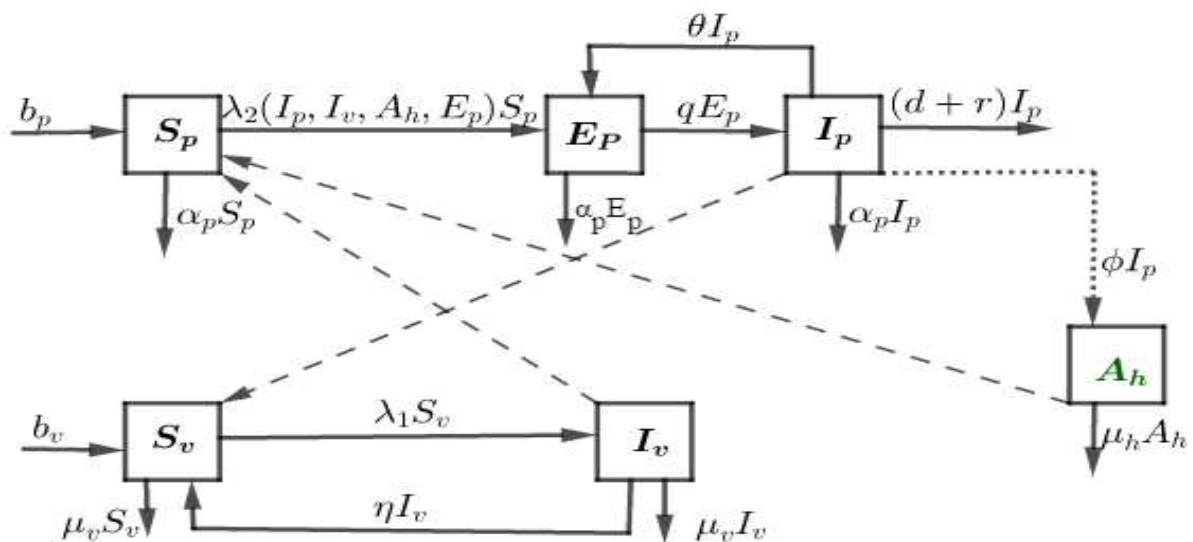 θI_p
b_p
S_p
λ_2(I_p, I_v, A_h, E_p)S_p
E_P
qE_p
I_p
(d + r)I_p
α_pS_p
α_pE_p
α_pI_p
ϕI_p
A_h
b_v
S_v
λ_1S_v
I_v
μ_hA_h
μ_vS_v
ηI_v
μ_vI_v